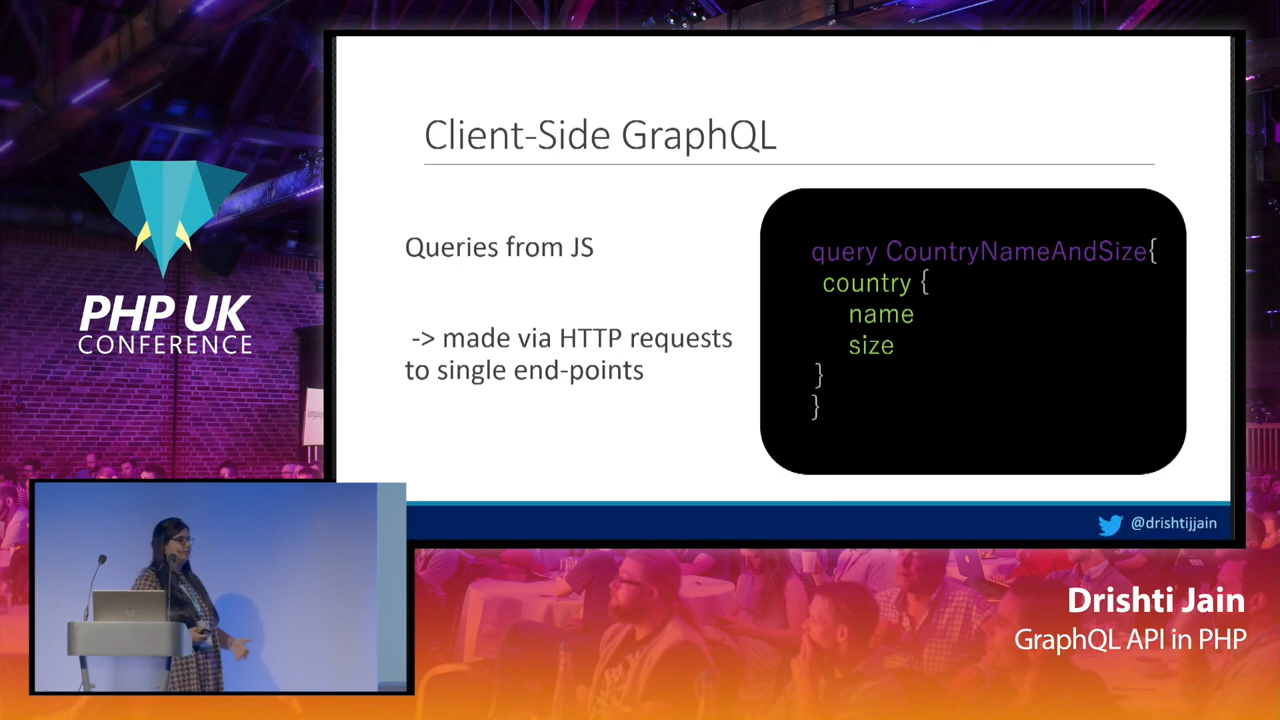 PHP UK
CONFERENCE
Client-Side GraphQL
Queries from JS
-> made via HTTP requests
to single end-points
query CountryNameAndSize{
country {
name
size
}
}
@drishtijjain
Drishti Jain
GraphQL API in PHP